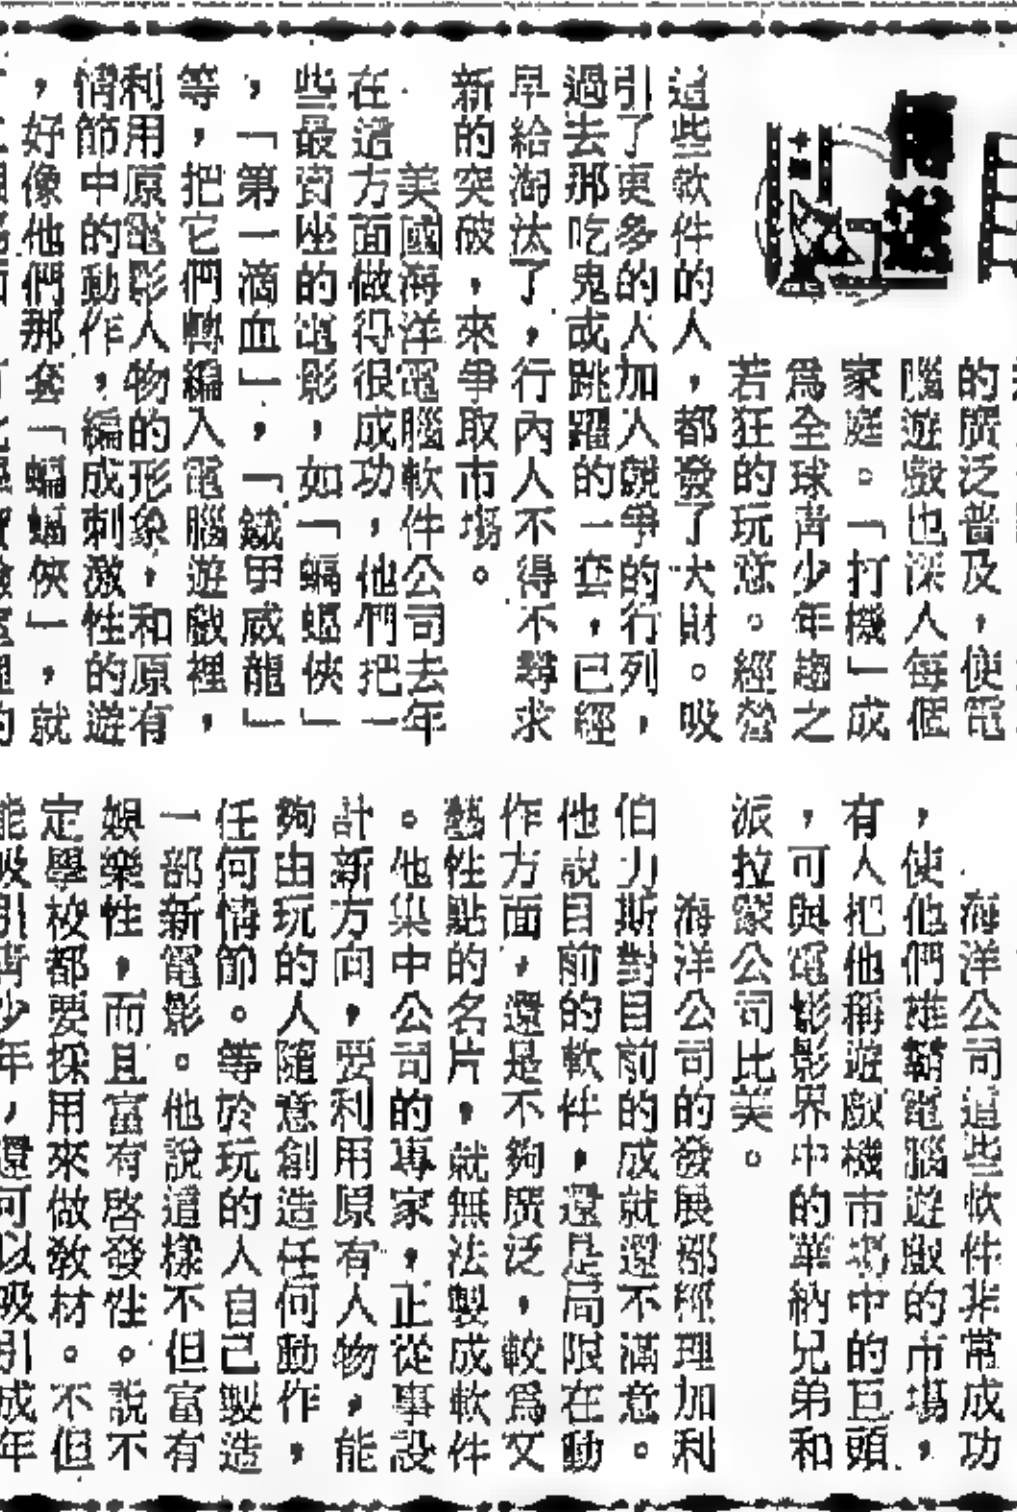 的廣泛普及，使電
腦遊戲也深入每個
家庭。「打機」成
爲全球青少年趨之
若狂的玩意。經營
這些軟件的人，都發了大財。吸
引了更多的人加入競爭的行列，
過去那吃鬼或跳躍的一套，已經
早給淘汰了，行內人不得不尋求
新的突破，來爭取市場。
美國海洋電腦軟件公司去年
在這方面做得很成功，他們把一
些最賣座的電影，如「蝙蝠俠」
，「第一滴血」，「鐵甲威龍」
等，把它們轉編入電腦遊戲裡，
利用原電影人物的形象，和原有
情節中的動作，編成刺激性的遊
，好像他們那套「蝙蝠俠」，就
海洋公司這些軟件非常成功
，使他們雄霸電腦遊戲的市場，
有人把他稱遊戲機市場中的巨頭
，可與電影影界中的華納兄弟和
派拉蒙公司比美。
海洋公司的發展部經理加利
伯力斯對目前的成就還不滿意。
他說目前的軟件，還是局限在動
作方面，還是不夠廣泛，較爲文
藝性點的名片，就無法製成軟件
。他集中公司的專家，正從事設
計新方向，要利用原有人物，能
夠由玩的人隨意創造任何動作，
任何情節。等於玩的人自己製造
一部新電影。他說這樣不但富有
娛樂性，而且富有啓發性。說不
定學校都要採用來做教材。不但
能吸引青少年，還可以吸引成年